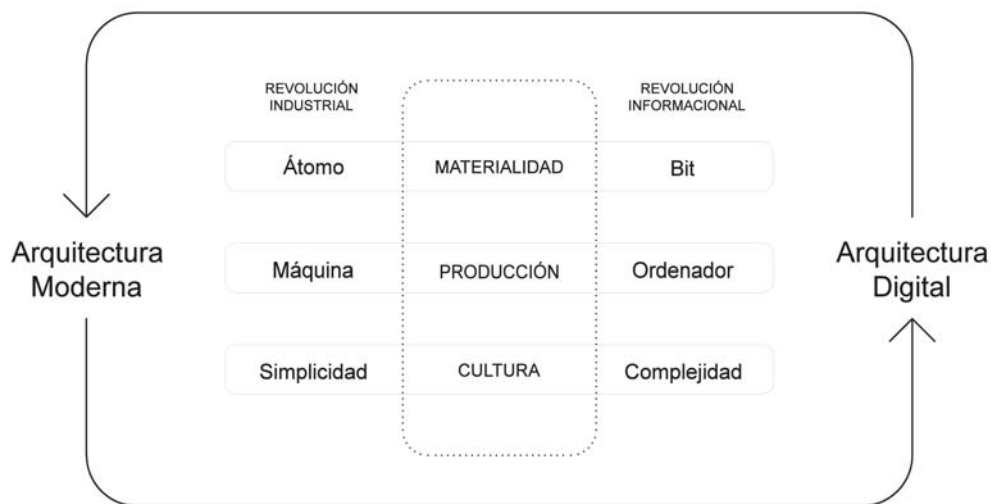 REVOLUCIÓN
INDUSTRIAL
REVOLUCIÓN
INFORMACIONAL
Átomo
MATERIALIDAD
Bit
Arquitectura
Moderna
Máquina
PRODUCCIÓN
Ordenador
Arquitectura
Digital
Simplicidad
CULTURA
Complejidad